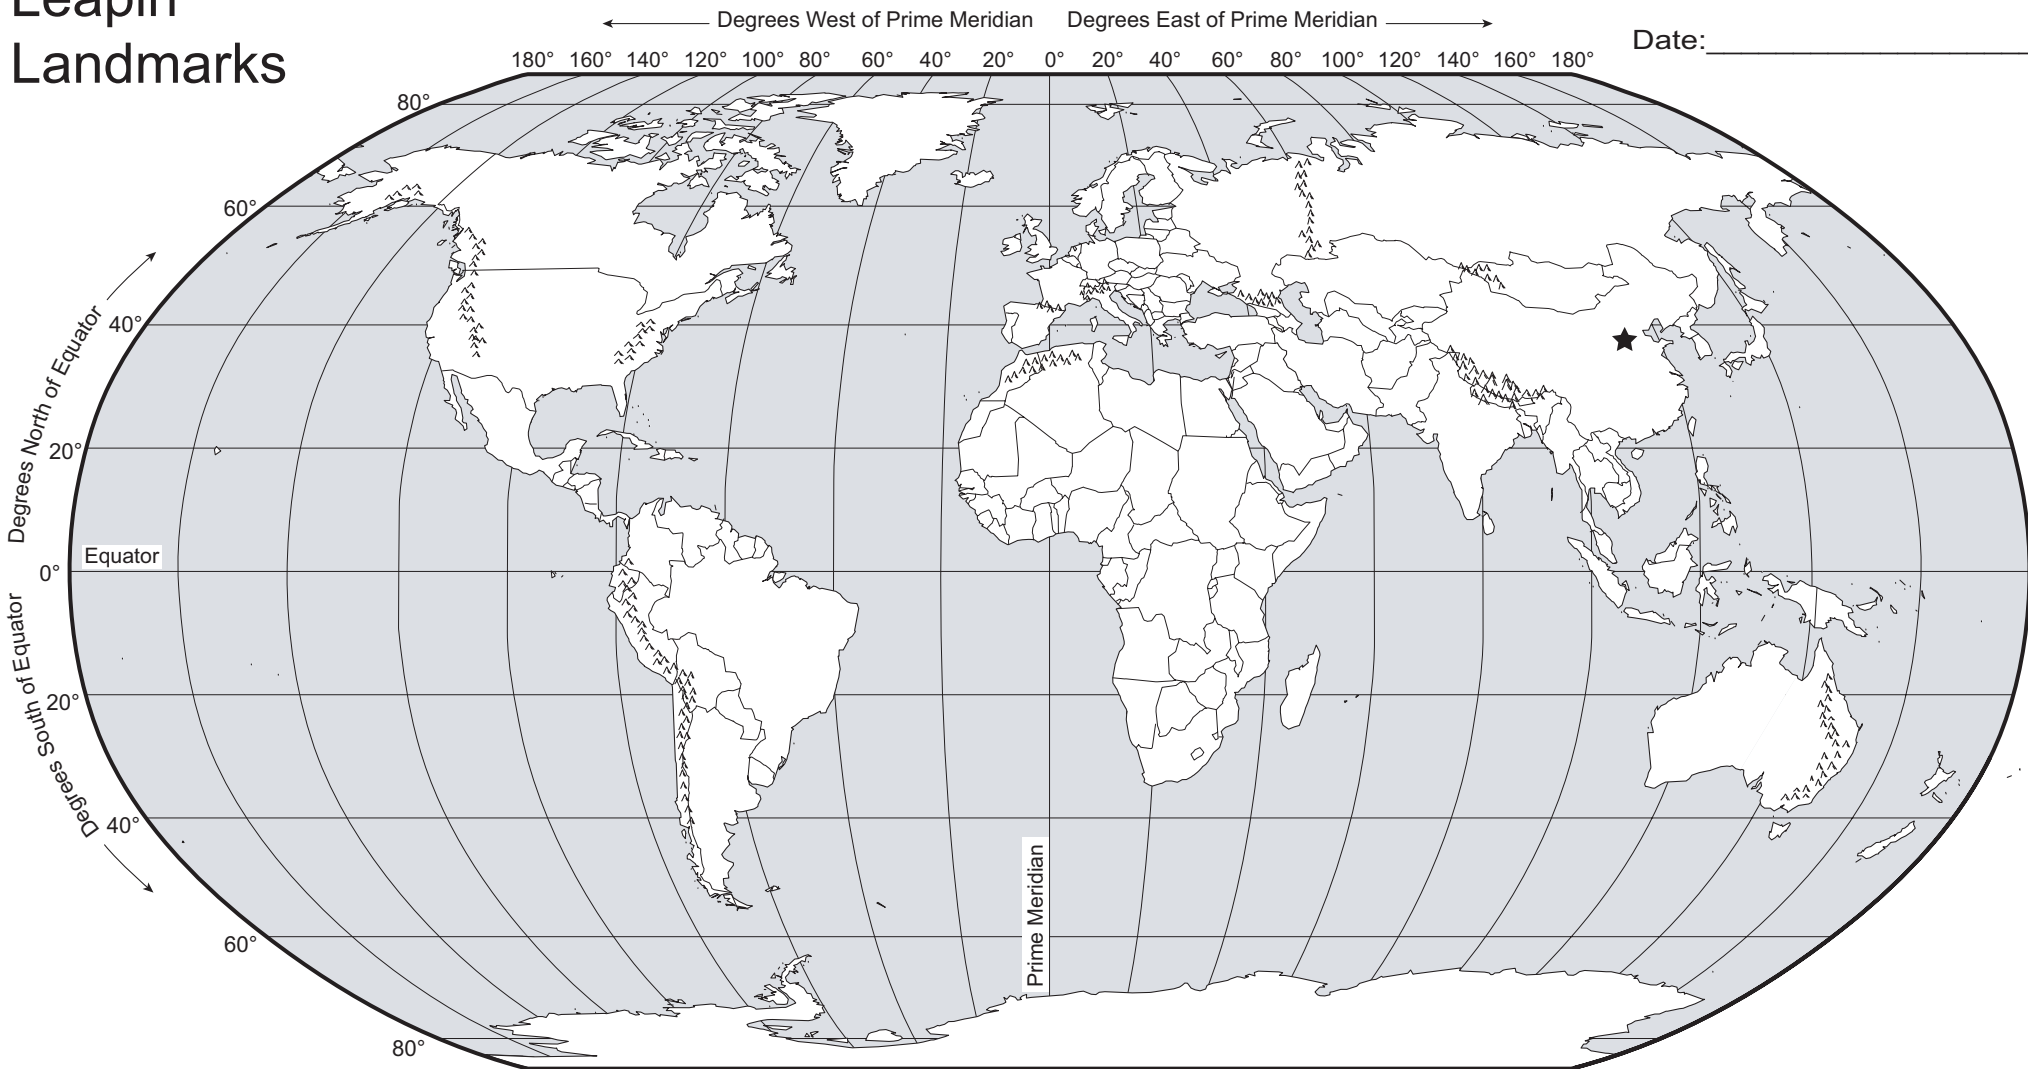 Leapin'
Landmarks
Degrees West of Prime Meridian Degrees East of Prime Meridian
Date:
180° 160° 140° 120° 100° 80° 60° 40° 20° 0° 20° 40° 60° 80° 100° 120° 140° 160° 180°
80°
60°
Degrees North of Equator
40°
20°
Equator
0°
Degrees South of Equator
20°
40°
Prime Meridian
60°
80°